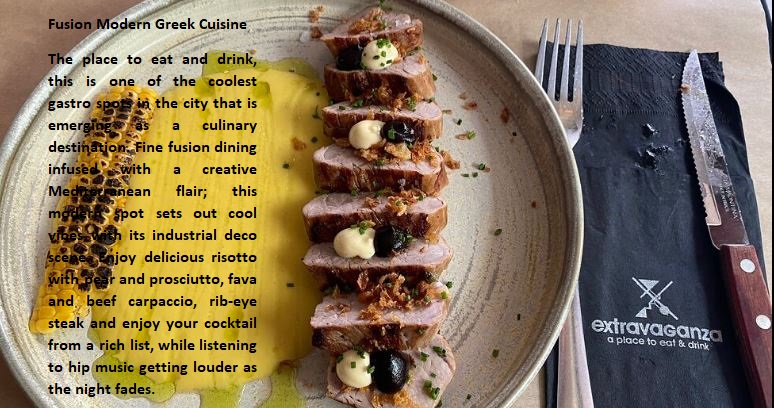 Fusion Modern Greek Cuisine
The place to eat and drink,
this is one of the coolest
gastro spots in the city that is
emerging as a culinary
destination. Fine fusion dining
infused with a creative
Mediterranean flair; this
modern spot sets out cool
vibes with its industrial deco
scene. Enjoy delicious risotto
with pear and prosciutto, fava
and beef carpaccio, rib-eye
steak and enjoy your cocktail
from a rich list, while listening
to hip music getting louder as
the night fades.
extravaganza
a place to eat & drink